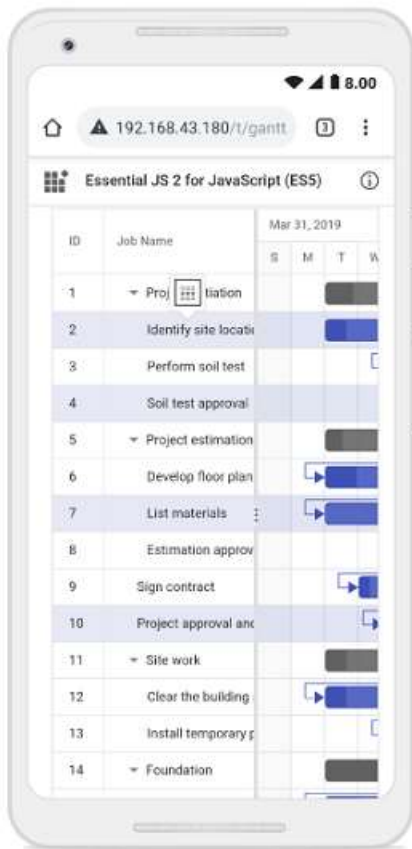 8.00
192.168.43.180/t/gantt
3
Essential JS 2 for JavaScript (ES5)
ID Job Name Mar 31, 2019
S M T W
1 Proj tiation
2 Identify site locatio
3 Perform soil test
4 Soil test approval
5 Project estimation
6 Develop floor plan
7 List materials
8 Estimation approv
9 Sign contract
10 Project approval and
11 Site work
12 Clear the building
13 Install temporary p
14 Foundation